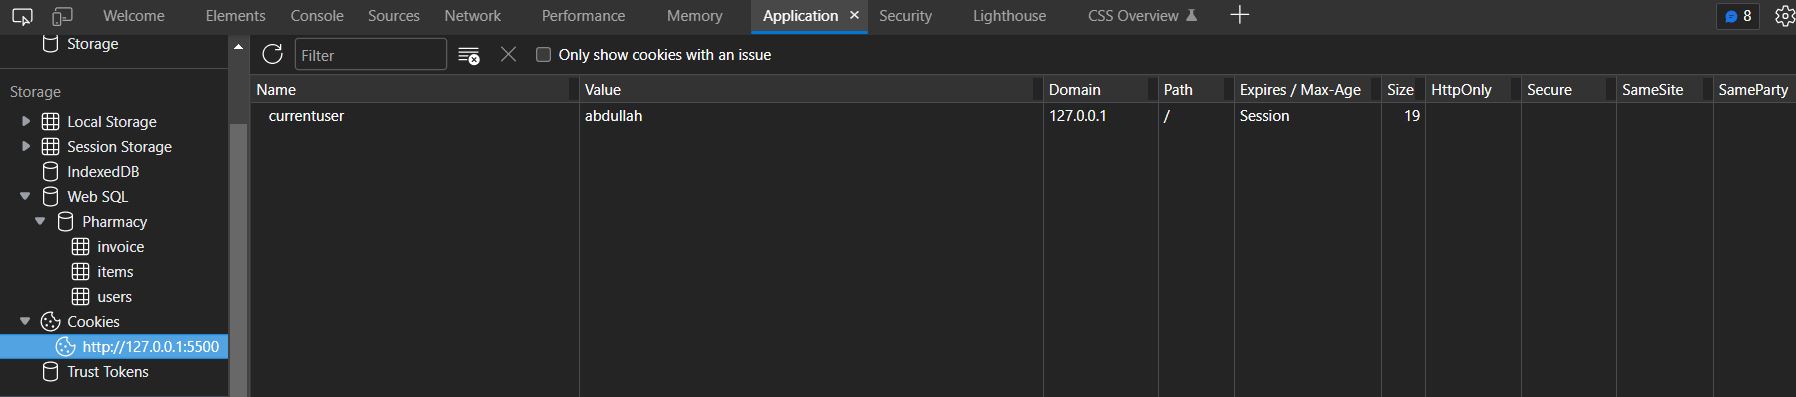 Welcome Elements Console Sources Network Performance Memory Application × Security Lighthouse CSS Overview 8
Storage
Filter Only show cookies with an issue
Storage
Local Storage
Session Storage
IndexedDB
Web SQL
Pharmacy
invoice
items
users
Cookies
http://127.0.0.1:5500
Trust Tokens
Name Value Domain Path Expires / Max-Age Size HttpOnly Secure SameSite SameParty
currentuser abdullah 127.0.0.1 / Session 19